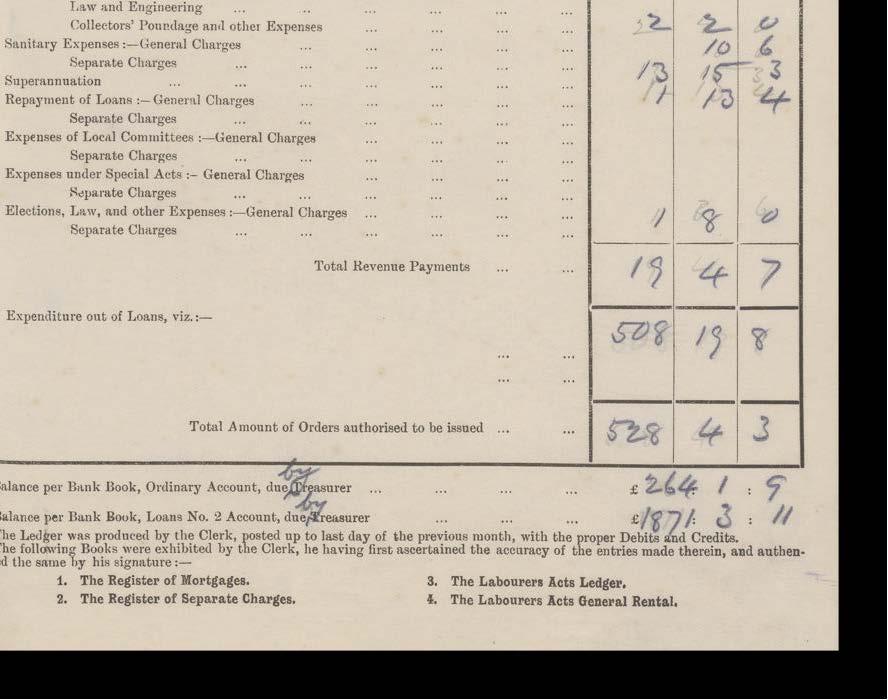 Law and Engineering ... .. ... ... ... ...
Collectors' Poundage and other Expenses ... ... ... ... 2 2 0
Sanitary Expenses :—General Charges ... ... ... ... ... 10 6
Separate Charges ... ... ... ... ... ... 13 15 3
Superannuation ... ... ... ... ... ... 1 13 4
Repayment of Loans :—General Charges ... ... ... ... ...
Separate Charges ... ... ... ... ... ...
Expenses of Local Committees :—General Charges ... ... ... ...
Separate Charges ... ... ... ... ... ...
Expenses under Special Acts :– General Charges ... ... ... ...
Separate Charges ... ... ... ... ... ...
Elections, Law, and other Expenses :—General Charges ... ... ... ... 1 8 0
Separate Charges ... ... ... ... ... ...
Total Revenue Payments ... ... 19 4 7
Expenditure out of Loans, viz.:—
508 19 8
... ...
... ...
Total Amount of Orders authorised to be issued ... ... 528 4 3
alance per Bank Book, Ordinary Account, due by Treasurer ... ... ... ... £ 264: 1 : 9
alance per Bank Book, Loans No. 2 Account, due by Treasurer ... ... ... £1871: 3 : 11
he Ledger was produced by the Clerk, posted up to last day of the previous month, with the proper Debits and Credits.
he following Books were exhibited by the Clerk, he having first ascertained the accuracy of the entries made therein, and authen-
d the same by his signature :—
1. The Register of Mortgages. 3. The Labourers Acts Ledger.
2. The Register of Separate Charges. 4. The Labourers Acts General Rental.